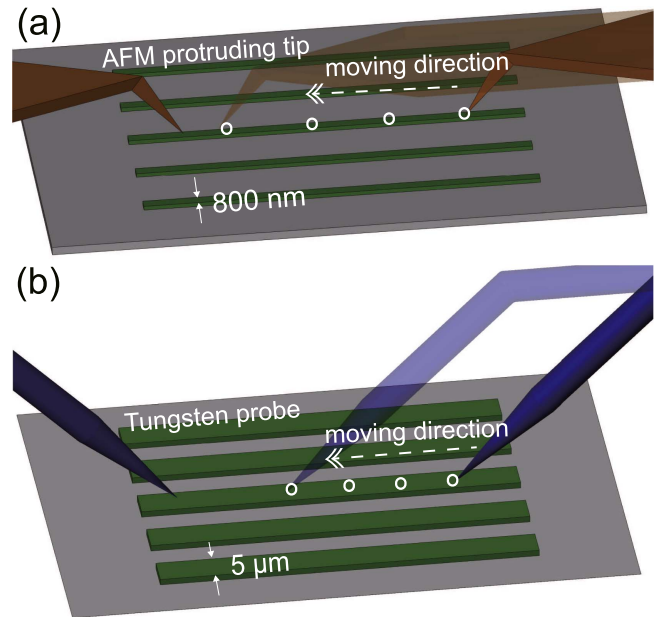 (a)
AFM protruding tip
moving direction
800 nm
(b)
Tungsten probe
moving direction
5 µm